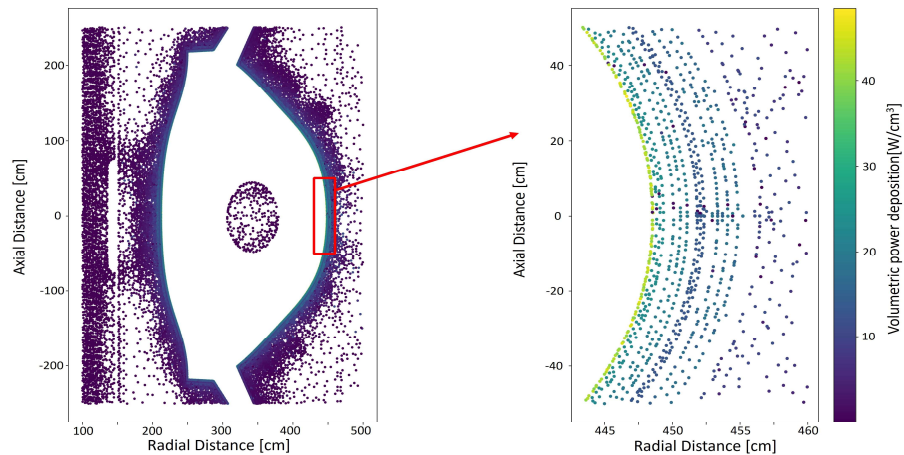 200
100
0
-100
-200
Axial Distance [cm]
100 200 300 400 500
Radial Distance [cm]
40
20
0
-20
-40
Axial Distance [cm]
445 450 455 460
Radial Distance [cm]
40
30
20
10
Volumetric power deposition[W/cm³]